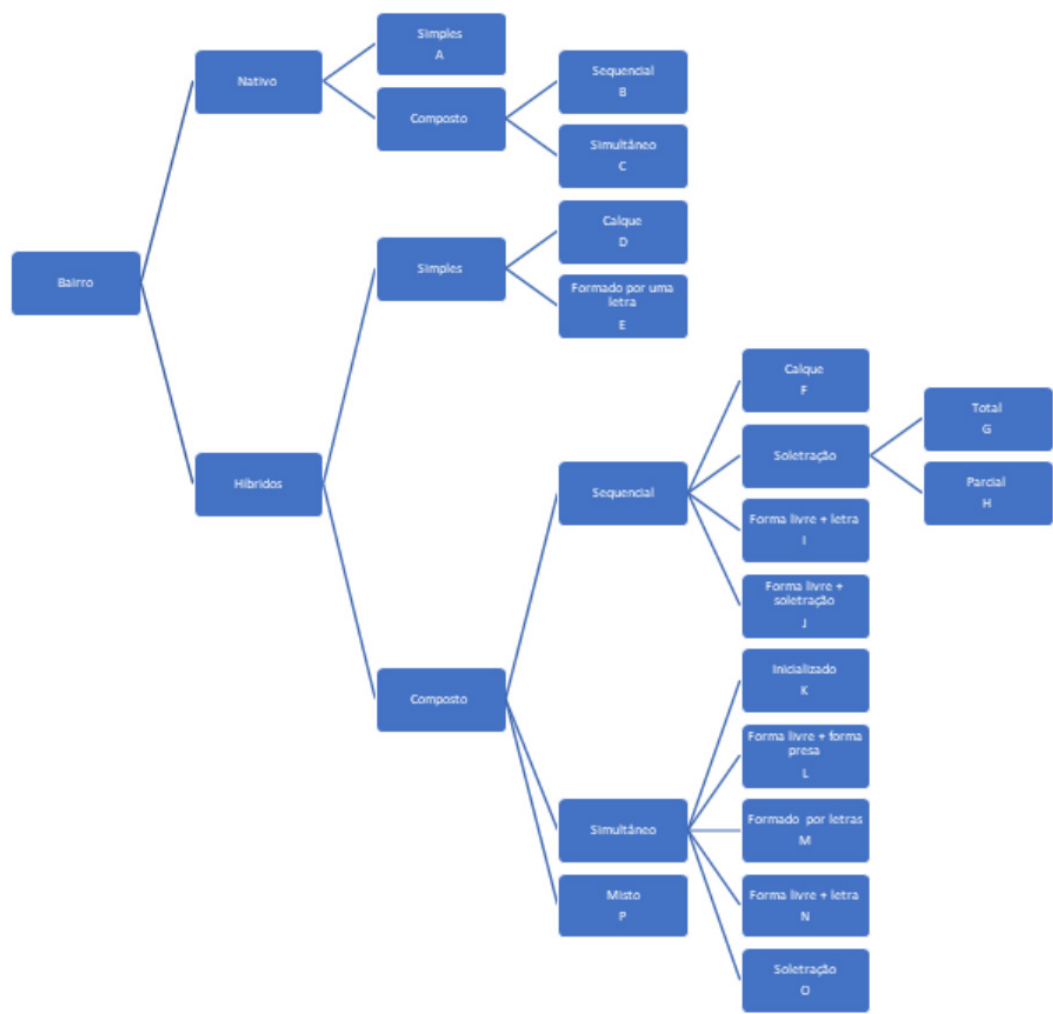 Simples
A
Nativo
Sequencial
B
Composto
Simultâneo
C
Calque
D
Bairro
Simples
Formado por uma
letra
E
Calque
F
Total
G
Soletração
Híbridos
Sequencial
Parcial
H
Forma livre + letra
I
Forma livre +
soletração
J
Inicializado
K
Composto
Forma livre + forma
presa
L
Simultâneo
Formado por letras
M
Misto
P
Forma livre + letra
N
Soletração
O